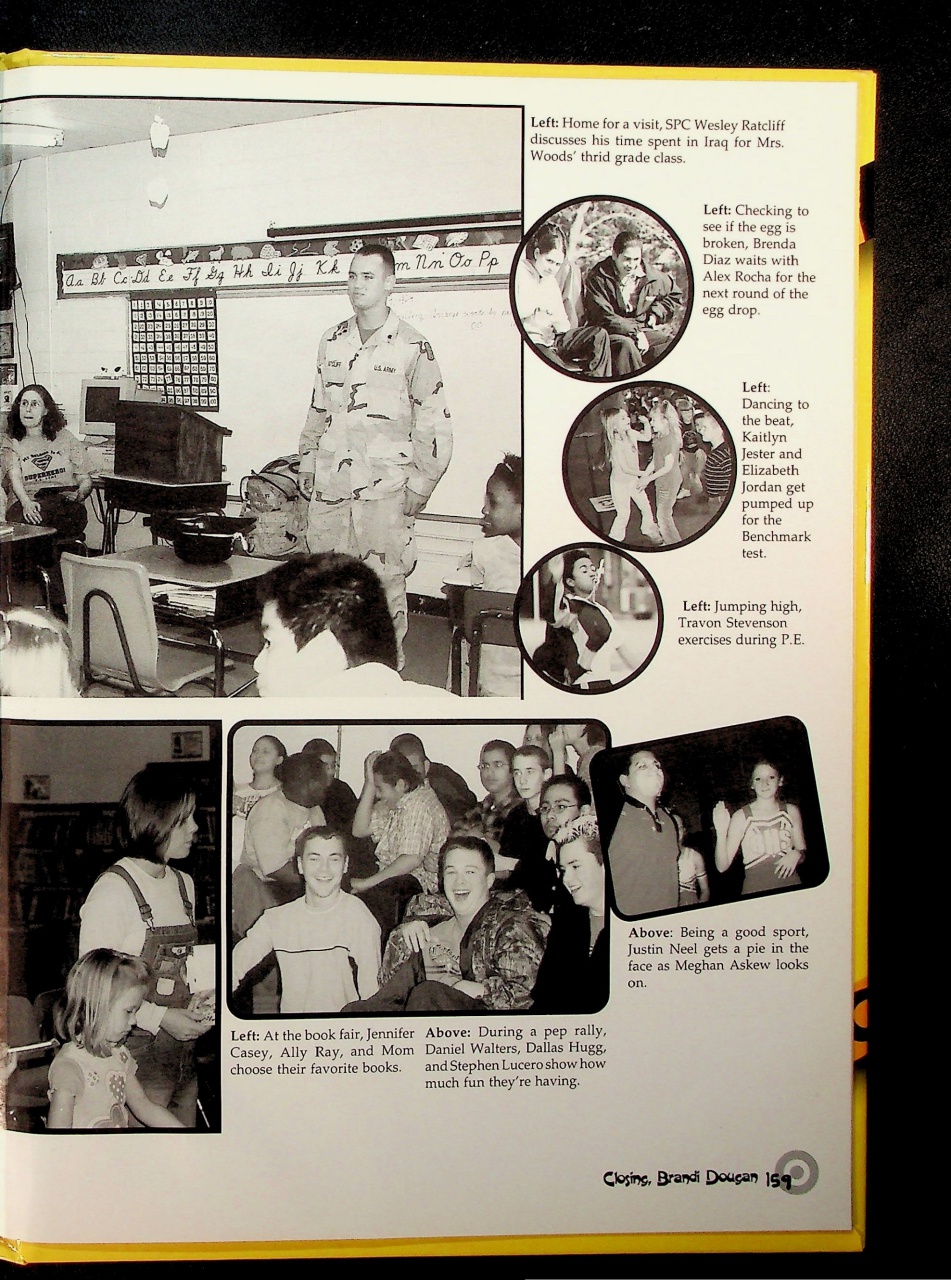 Left: Home for a visit, SPC Wesley Ratcliff
discusses his time spent in Iraq for Mrs.
Woods' thrid grade class.
Aa Bb Cc Dd Ee Ff Gg Hh Ii Jj Kk
m Nn Oo Pp
U.S. ARMY
SUPERHERO!
Left: Checking to
see if the egg is
broken, Brenda
Diaz waits with
Alex Rocha for the
next round of the
egg drop.
Left:
Dancing to
the beat,
Kaitlyn
Jester and
Elizabeth
Jordan get
pumped up
for the
Benchmark
test.
Left: Jumping high,
Travon Stevenson
exercises during P.E.
Above: Being a good sport,
Justin Neel gets a pie in the
face as Meghan Askew looks
on.
Left: At the book fair, Jennifer
Casey, Ally Ray, and Mom
choose their favorite books.
Above: During a pep rally,
Daniel Walters, Dallas Hugg,
and Stephen Lucero show how
much fun they're having.
Closing, Brandi Dougan 159